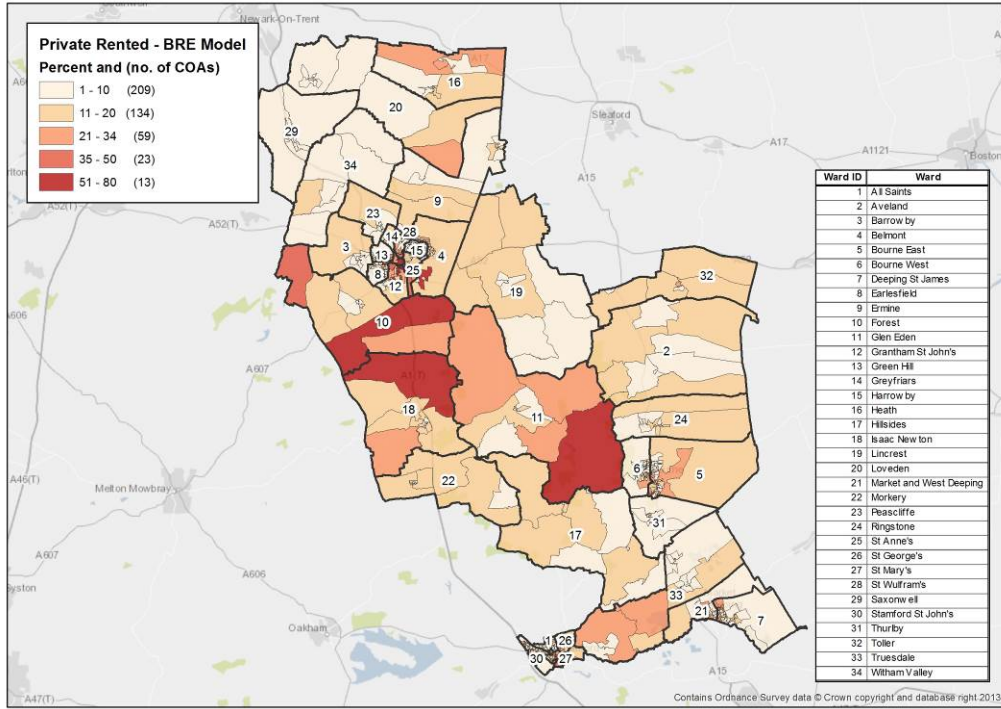 Newark-On-Trent
Private Rented - BRE Model
Percent and (no. of COAs)
1 - 10 (209)
11 - 20 (134)
21 - 34 (59)
35 - 50 (23)
51 - 80 (13)
A17
16
20
29
Sleaford
A17
A1121
Boston
A15
34
A52(T)
A52(T)
9
23
28
14
15
3
13
4
8
25
12
19
32
10
A606
2
A607
A1(T)
18
11
24
6
5
A46(T)
Melton Mowbray
22
31
17
A607
A606
33
21
7
Oakham
1
26
30
27
A15
A47(T)
Ward ID Ward
1 All Saints
2 Aveland
3 Barrowby
4 Belmont
5 Bourne East
6 Bourne West
7 Deeping St James
8 Earlesfield
9 Ermine
10 Forest
11 Glen Eden
12 Grantham St John's
13 Green Hill
14 Greyfriars
15 Harrowby
16 Heath
17 Hillsides
18 Isaac Newton
19 Lincrest
20 Loveden
21 Market and West Deeping
22 Morkery
23 Peascliffe
24 Ringstone
25 St Anne's
26 St George's
27 St Mary's
28 St Wulfram's
29 Saxonwell
30 Stamford St John's
31 Thurlby
32 Toller
33 Truesdale
34 Witham Valley
Contains Ordnance Survey data © Crown copyright and database right 2013